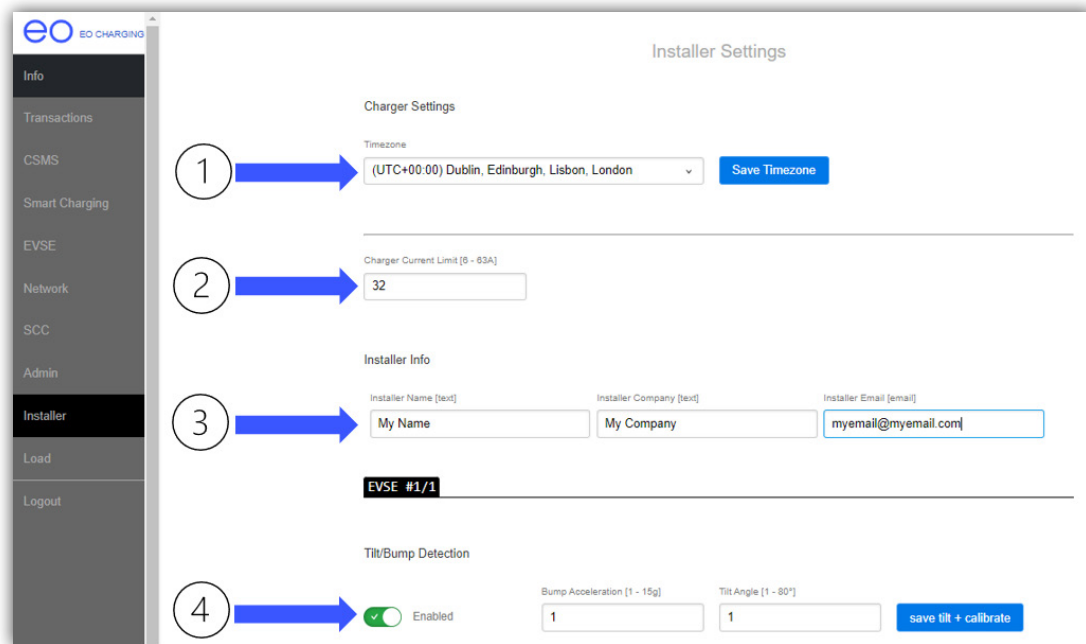 eo EO CHARGING
Info
Transactions
CSMS
Smart Charging
EVSE
Network
SCC
Admin
Installer
Load
Logout
Installer Settings
Charger Settings
1
Timezone
(UTC+00:00) Dublin, Edinburgh, Lisbon, London
Save Timezone
2
Charger Current Limit [6 - 63A]
32
Installer Info
3
Installer Name [text] Installer Company [text] Installer Email [email]
My Name My Company myemail@myemail.com
EVSE #1/1
Tilt/Bump Detection
4
Enabled
Bump Acceleration [1 - 15g] Tilt Angle [1 - 80°]
1 1
save tilt + calibrate